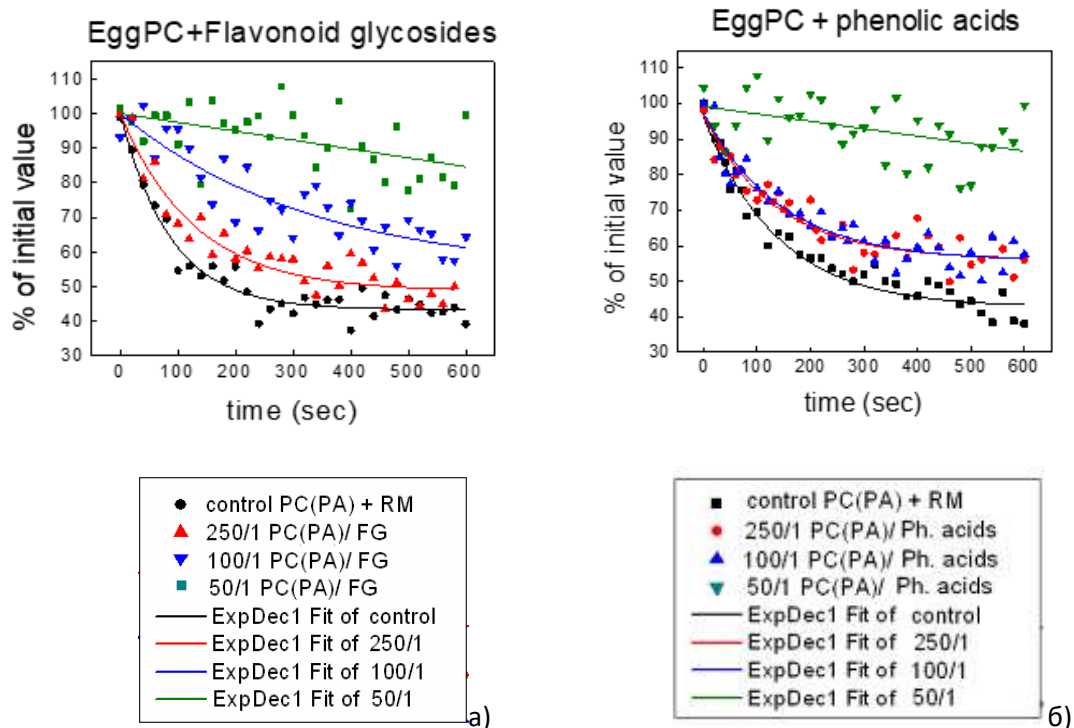 EggPC+Flavonoid glycosides
110
100
90
80
70
60
50
40
30
% of initial value
0 100 200 300 400 500 600
time (sec)
control PC(PA) + RM
250/1 PC(PA)/ FG
100/1 PC(PA)/ FG
50/1 PC(PA)/ FG
ExpDec1 Fit of control
ExpDec1 Fit of 250/1
ExpDec1 Fit of 100/1
ExpDec1 Fit of 50/1
а)
EggPC + phenolic acids
110
100
90
80
70
60
50
40
30
% of initial value
0 100 200 300 400 500 600
time (sec)
control PC(PA) + RM
250/1 PC(PA)/ Ph. acids
100/1 PC(PA)/ Ph. acids
50/1 PC(PA)/ Ph. acids
ExpDec1 Fit of control
ExpDec1 Fit of 250/1
ExpDec1 Fit of 100/1
ExpDec1 Fit of 50/1
б)